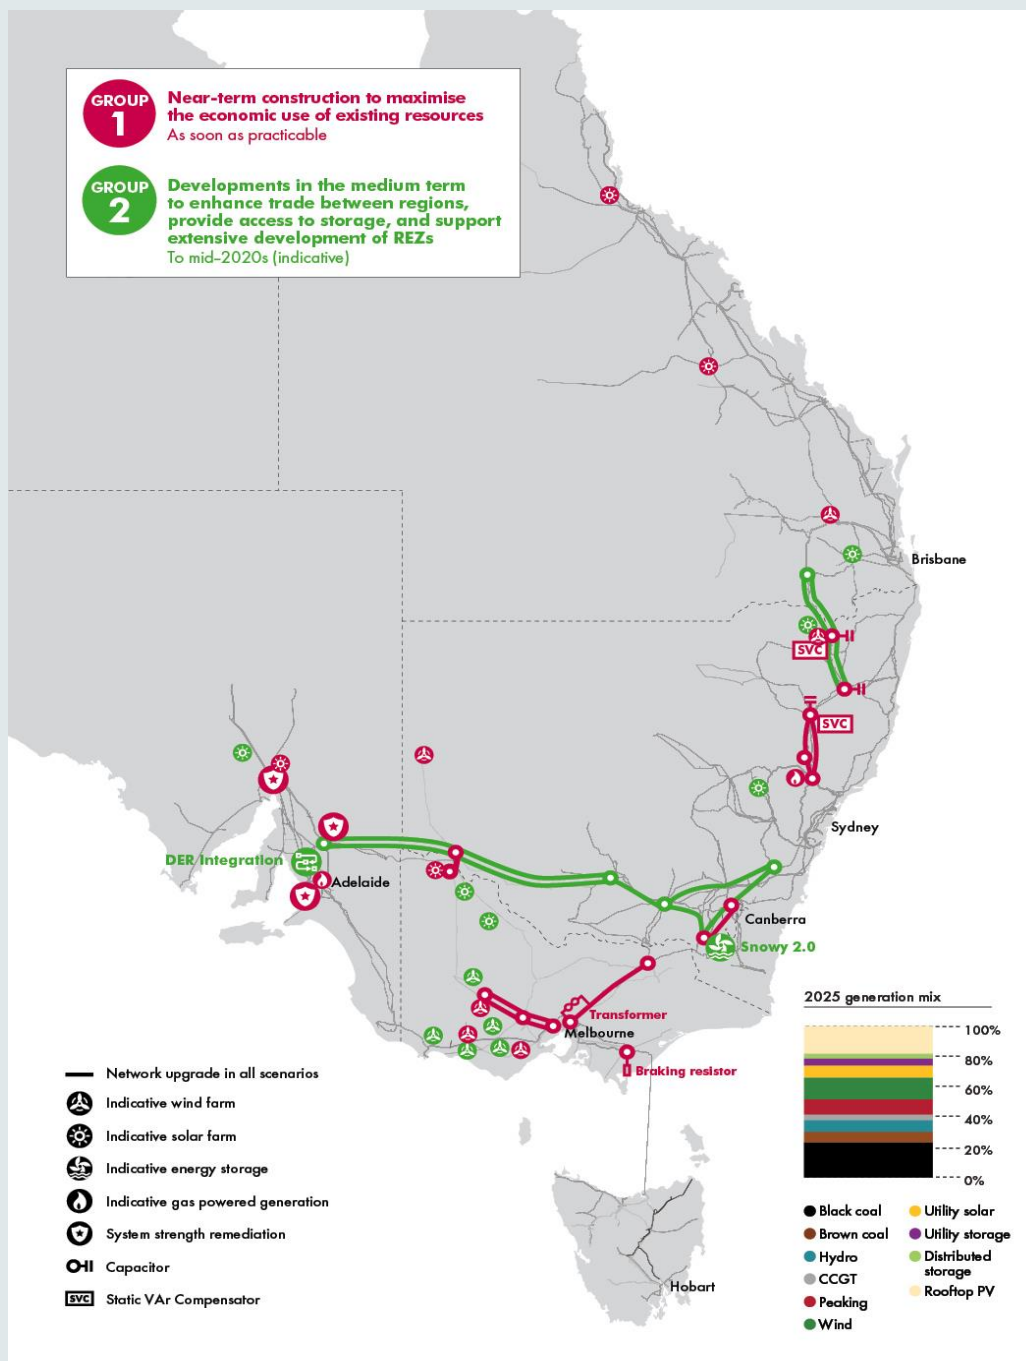 GROUP
1
Near-term construction to maximise
the economic use of existing resources
As soon as practicable
GROUP
2
Developments in the medium term
to enhance trade between regions,
provide access to storage, and support
extensive development of REZs
To mid-2020s (indicative)
Brisbane
SVC
SVC
Sydney
DER Integration
Adelaide
Canberra
Snowy 2.0
Transformer
Melbourne
Braking resistor
Hobart
Network upgrade in all scenarios
Indicative wind farm
Indicative solar farm
Indicative energy storage
Indicative gas powered generation
System strength remediation
Capacitor
SVC Static VAr Compensator
2025 generation mix
100%
80%
60%
40%
20%
0%
Black coal
Brown coal
Hydro
CCGT
Peaking
Wind
Utility solar
Utility storage
Distributed
storage
Rooftop PV